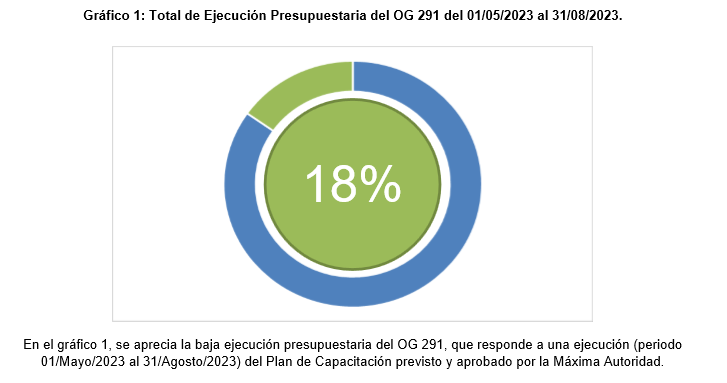 Gráfico 1: Total de Ejecución Presupuestaria del OG 291 del 01/05/2023 al 31/08/2023.
18%
En el gráfico 1, se aprecia la baja ejecución presupuestaria del OG 291, que responde a una ejecución (periodo
01/Mayo/2023 al 31/Agosto/2023) del Plan de Capacitación previsto y aprobado por la Máxima Autoridad.